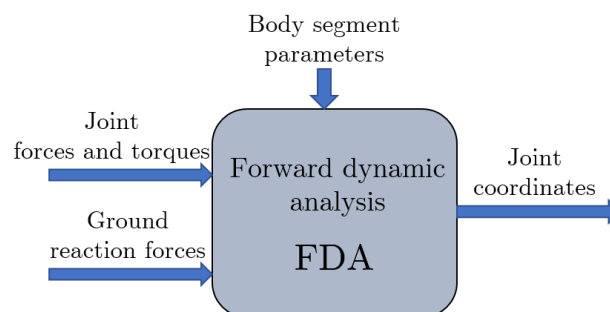 Body segment
parameters
Joint
forces and torques
Ground
reaction forces
Forward dynamic
analysis
FDA
Joint
coordinates